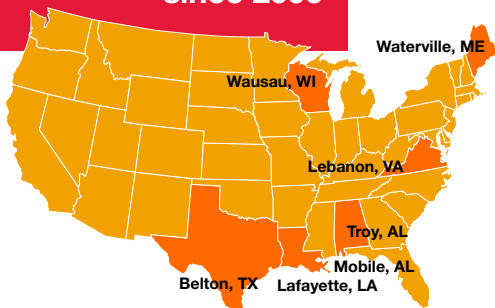 Waterville, ME
Wausau, WI
Lebanon, VA
Troy, AL
Mobile, AL
Belton, TX
Lafayette, LA